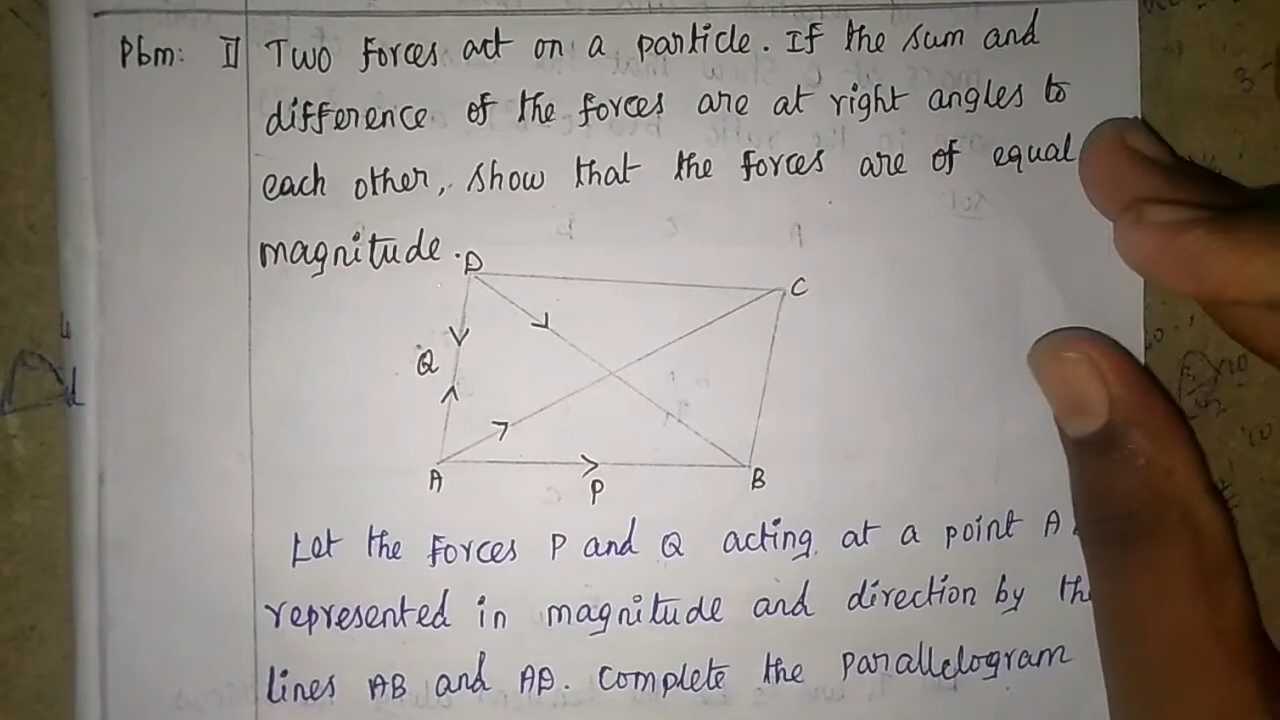 Pbm: II Two forces act on a particle. If the sum and
difference of the forces are at right angles to
each other, show that the forces are of equal
magnitude.
D
C
Q
A
P
B
Let the forces P and Q acting at a point A
represented in magnitude and direction by the
lines AB and AD. Complete the parallelogram